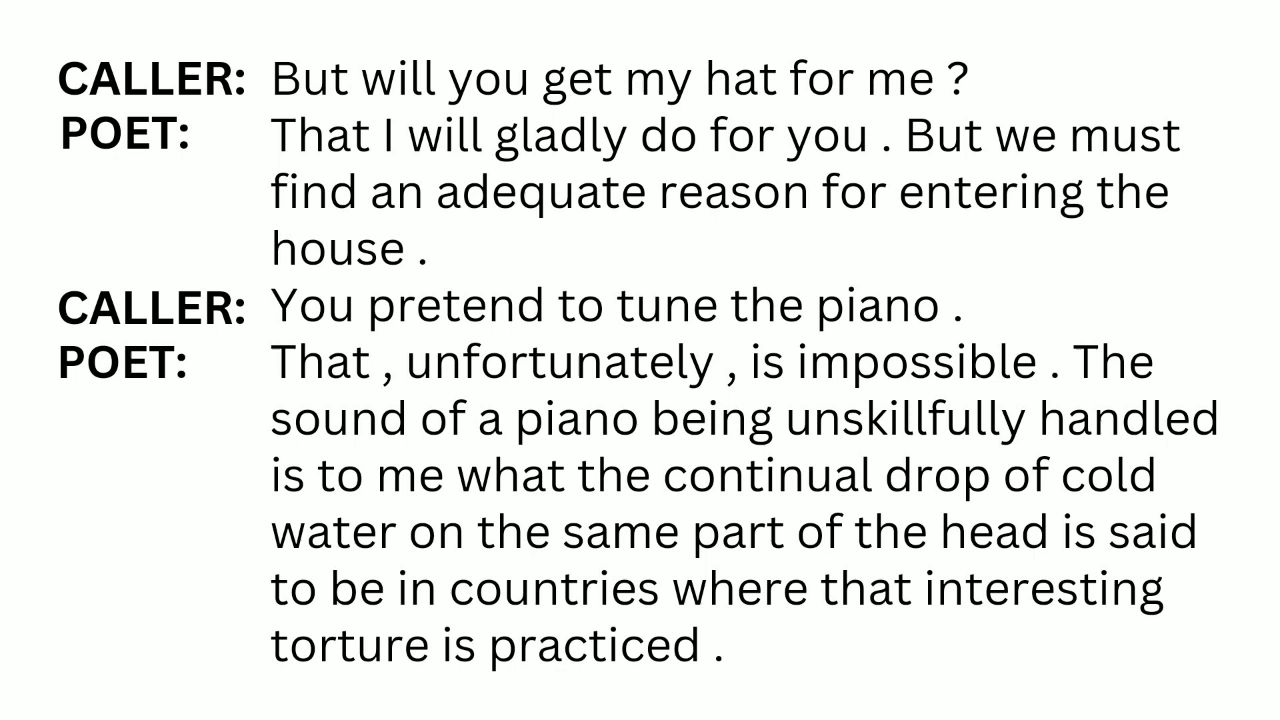 CALLER: But will you get my hat for me ?
POET: That I will gladly do for you . But we must
find an adequate reason for entering the
house .
CALLER: You pretend to tune the piano .
POET: That , unfortunately , is impossible . The
sound of a piano being unskillfully handled
is to me what the continual drop of cold
water on the same part of the head is said
to be in countries where that interesting
torture is practiced .